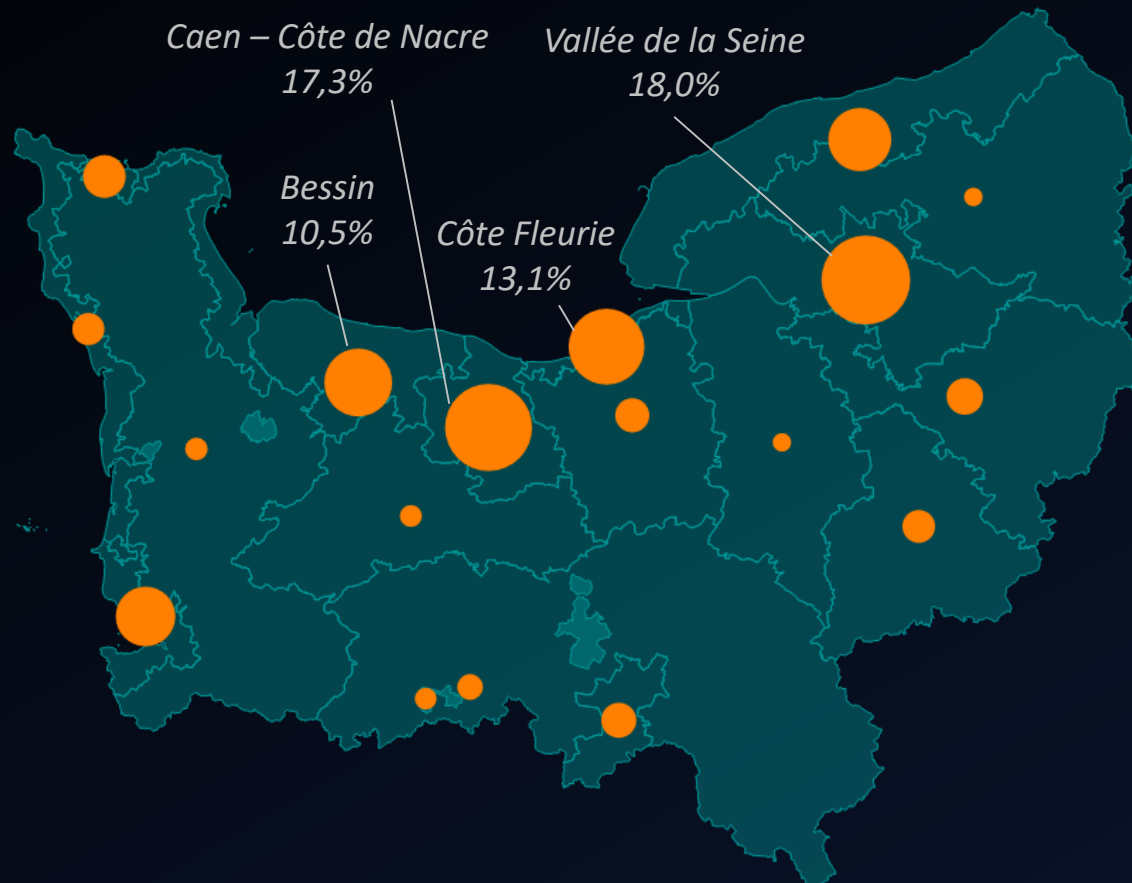 Caen – Côte de Nacre
17,3%
Vallée de la Seine
18,0%
Bessin
10,5%
Côte Fleurie
13,1%